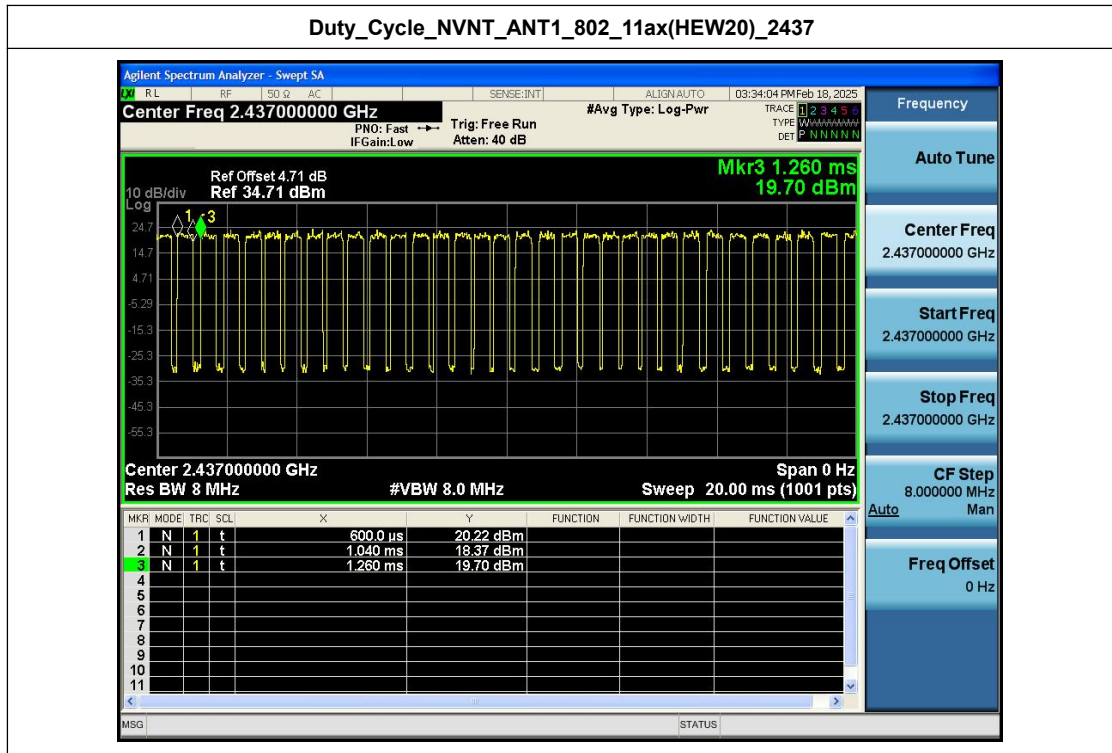 Duty_Cycle_NVNT_ANT1_802_11ax(HEW20)_2437
Agilent Spectrum Analyzer - Swept SA
LXI RL RF 50 Ω AC SENSE:INT ALIGN AUTO 03:34:04 PM Feb 18, 2025
Center Freq 2.437000000 GHz #Avg Type: Log-Pwr TRACE 1 2 3 4 5 6
PNO: Fast Trig: Free Run TYPE
IFGain:Low Atten: 40 dB DET P N N N N N
Frequency
Auto Tune
Mkr3 1.260 ms
Ref Offset 4.71 dB
10 dB/div Ref 34.71 dBm 19.70 dBm
Log
1 3
24.7
14.7
4.71
-5.29
-15.3
-25.3
-35.3
-45.3
-55.3
Center 2.437000000 GHz Span 0 Hz
Res BW 8 MHz #VBW 8.0 MHz Sweep 20.00 ms (1001 pts)
Center Freq
2.437000000 GHz
Start Freq
2.437000000 GHz
Stop Freq
2.437000000 GHz
CF Step
8.000000 MHz
Auto Man
Freq Offset
0 Hz
MKR MODE TRC SCL X Y FUNCTION FUNCTION WIDTH FUNCTION VALUE
1 N 1 t 600.0 µs 20.22 dBm
2 N 1 t 1.040 ms 18.37 dBm
3 N 1 t 1.260 ms 19.70 dBm
4
5
6
7
8
9
10
11
MSG STATUS